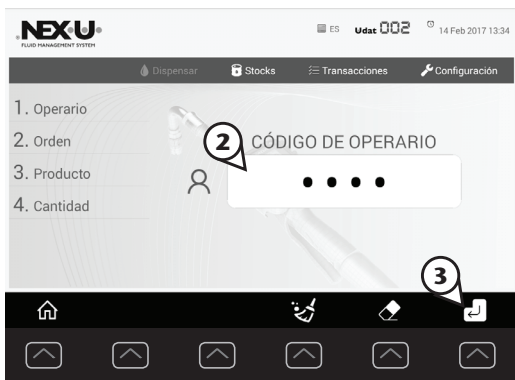 NEX·U·
FLUID MANAGEMENT SYSTEM
ES Udat 002 14 Feb 2017 13:34
Dispensar Stocks Transacciones Configuración
1. Operario
2. Orden
3. Producto
4. Cantidad
2 CÓDIGO DE OPERARIO
3